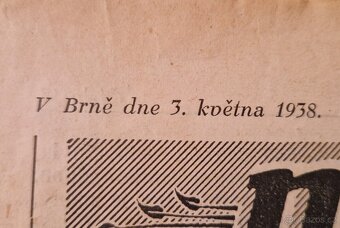 V Brně dne 3. května 1938.
n